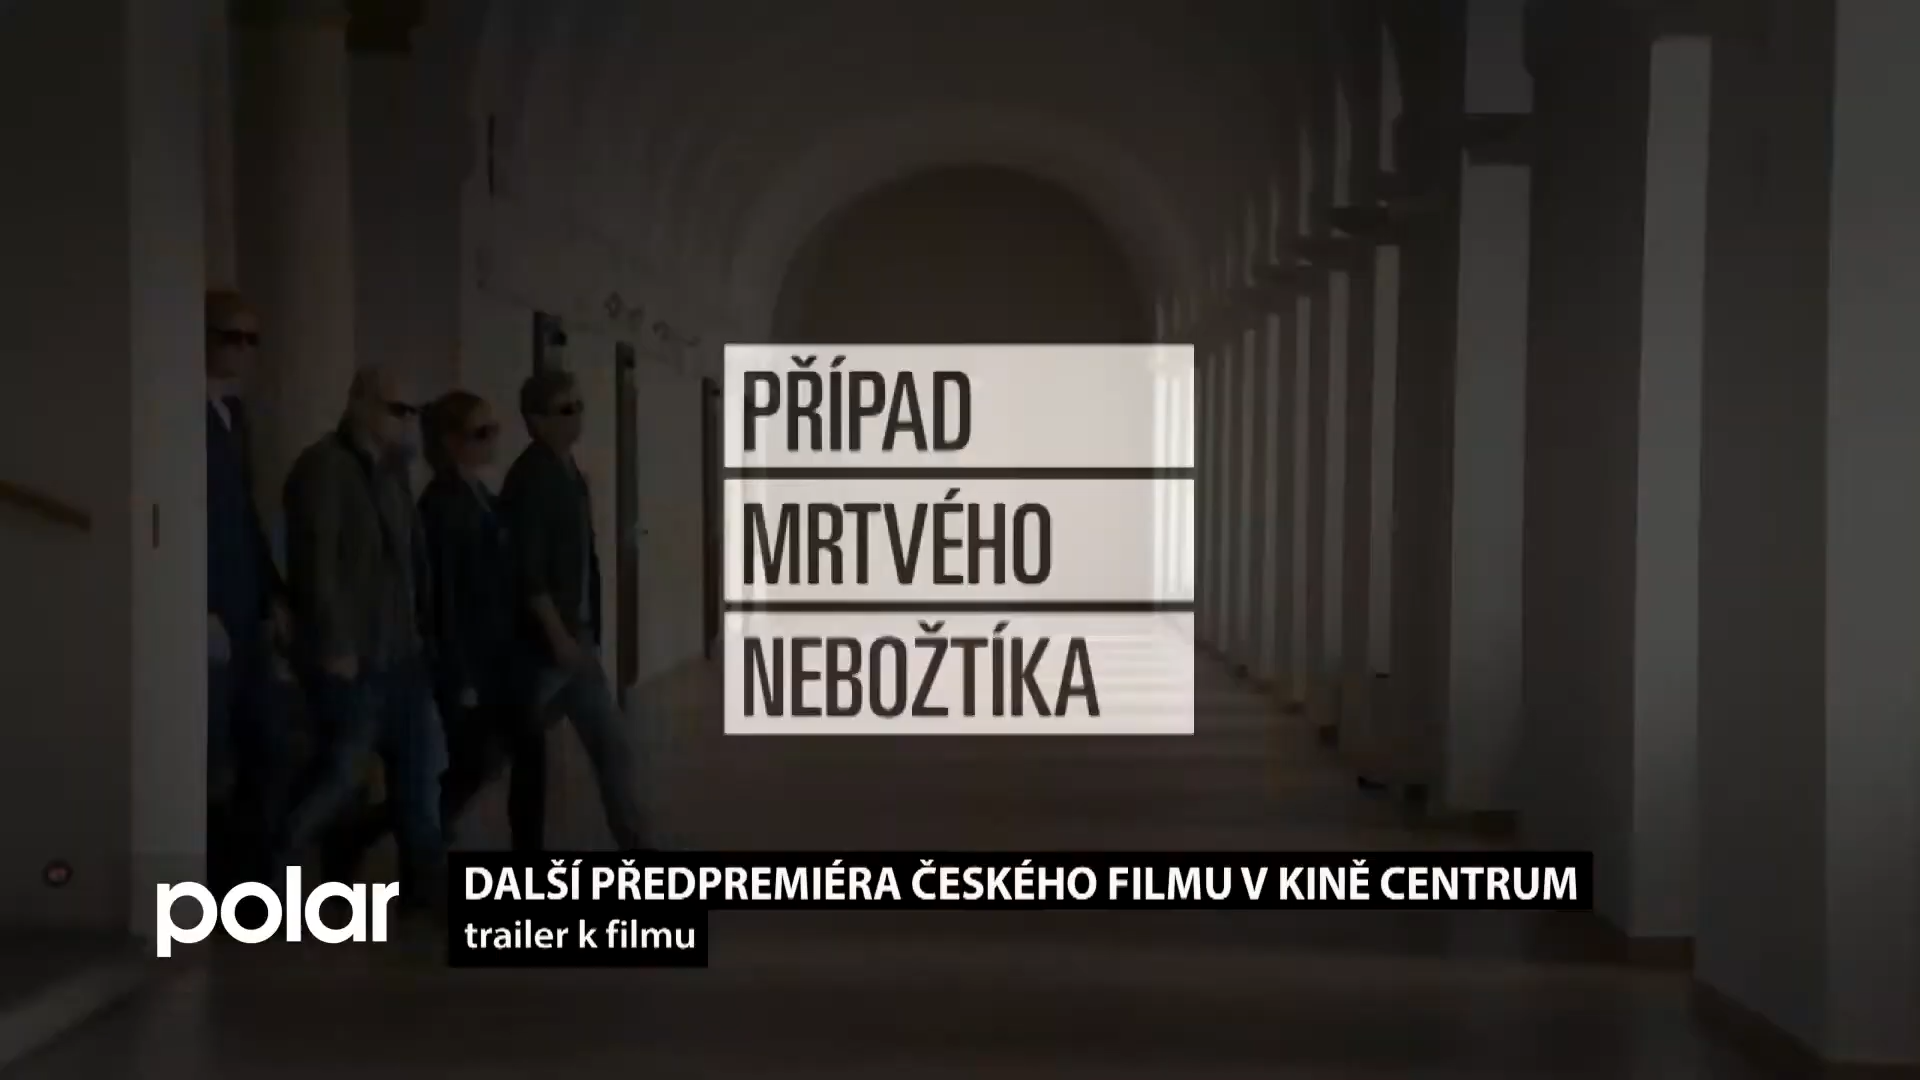 PŘÍPAD
MRTVÉHO
NEBOŽTÍKA
polar
DALŠÍ PŘEDPREMIÉRA ČESKÉHO FILMU V KINĚ CENTRUM
trailer k filmu